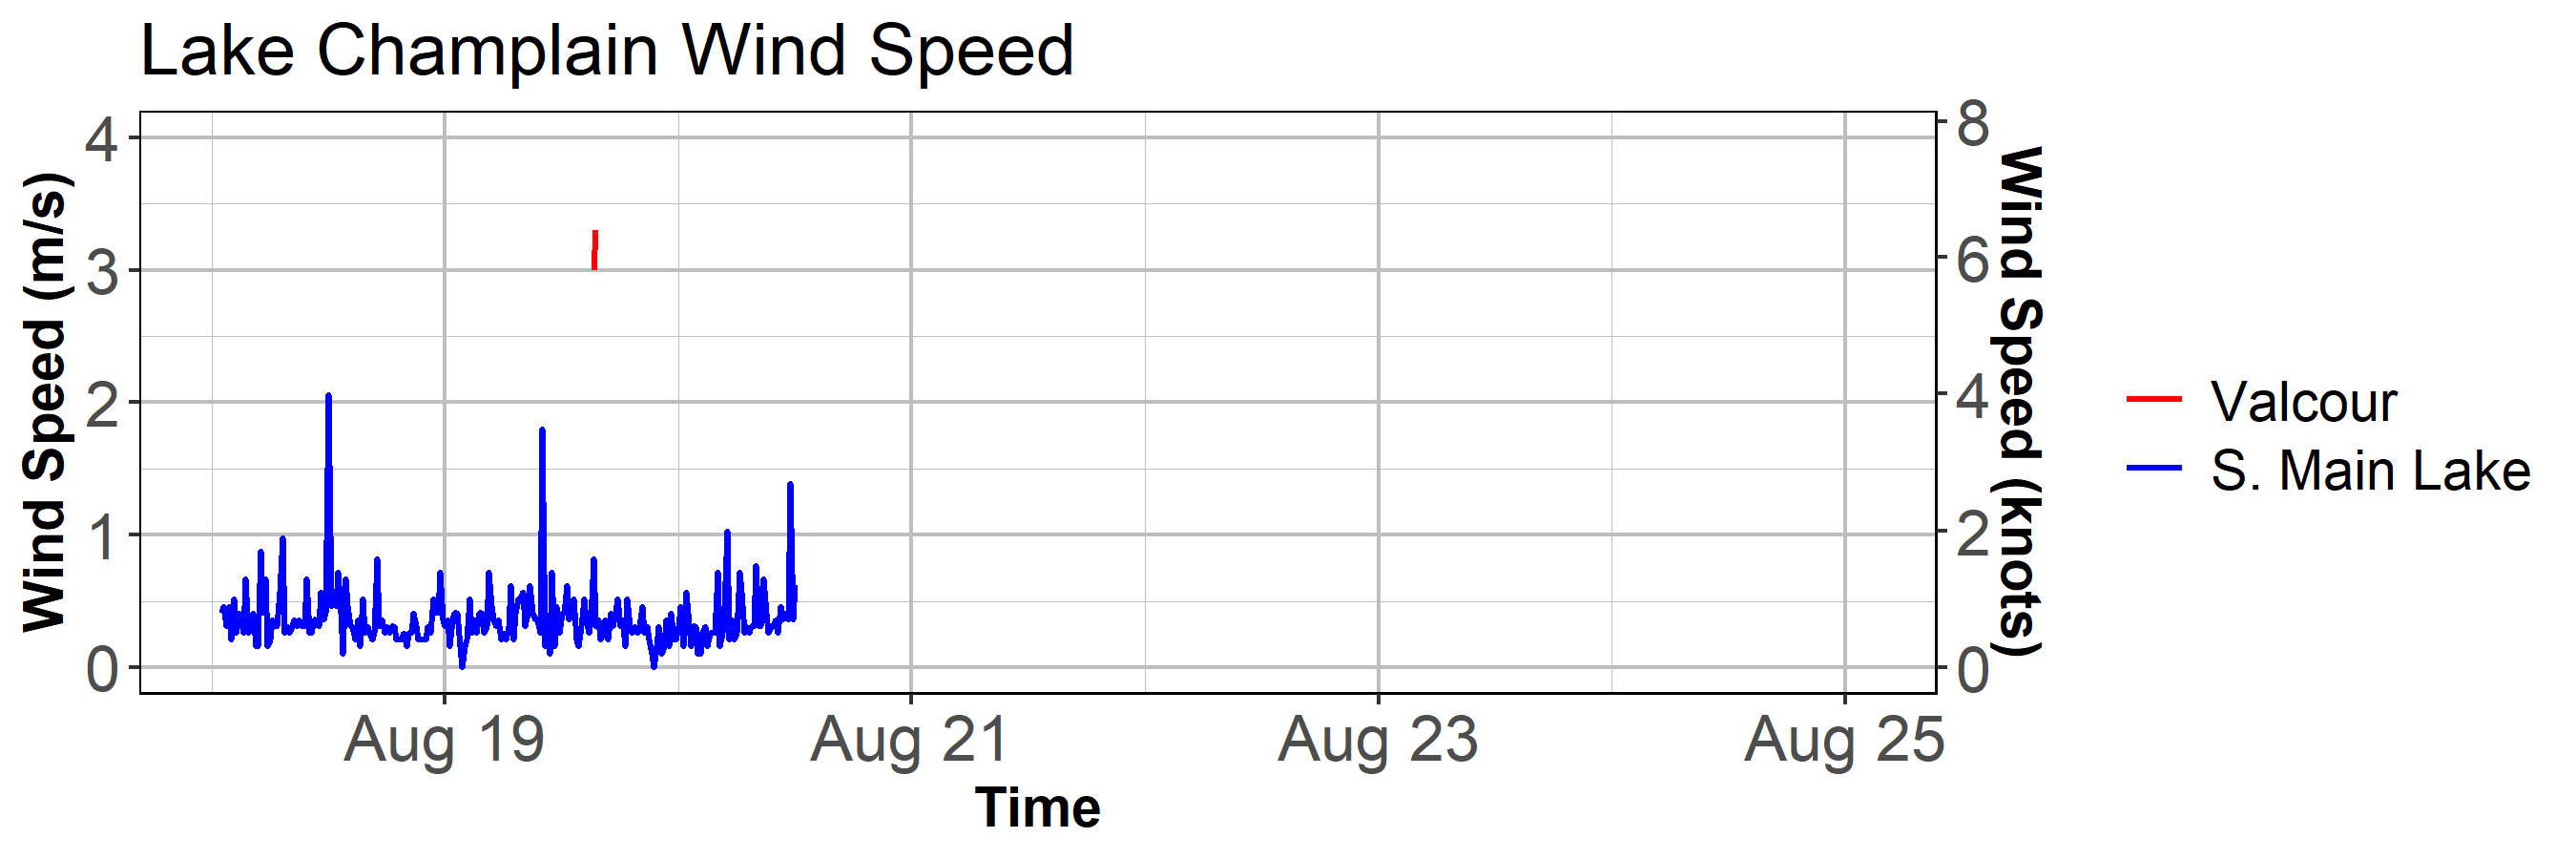 Lake Champlain Wind Speed
Wind Speed (m/s)
4
3
2
1
0
8
6
4
2
0
Wind Speed (knots)
Aug 19
Aug 21
Aug 23
Aug 25
Time
Valcour
S. Main Lake